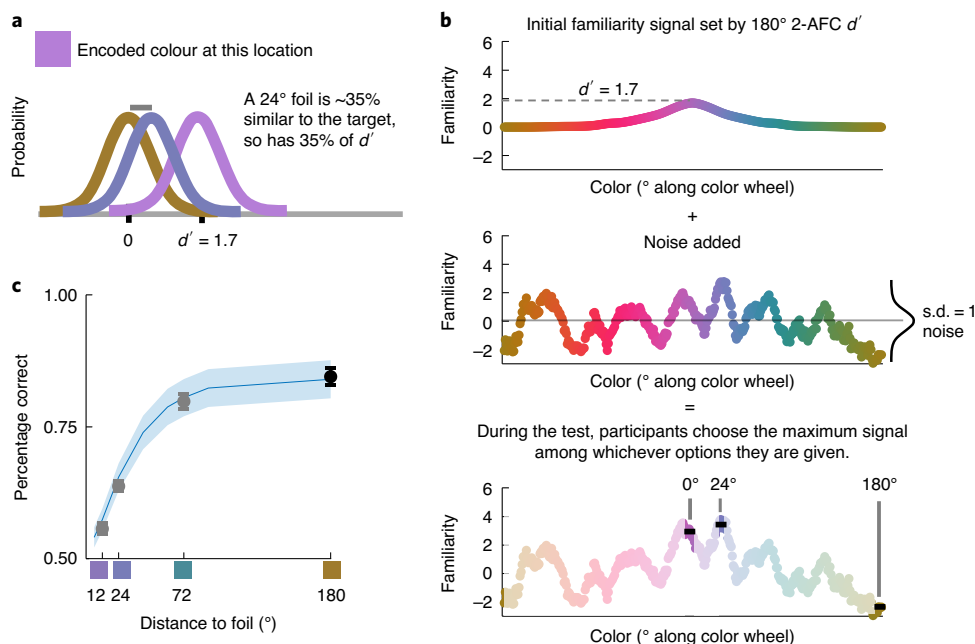 a
Encoded colour at this location
Probability
A 24° foil is ~35%
similar to the target,
so has 35% of d′
0
d′ = 1.7
c
Percentage correct
1.00
0.75
0.50
12
24
72
180
Distance to foil (°)
b
Initial familiarity signal set by 180° 2-AFC d′
Familiarity
6
4
2
0
–2
d′ = 1.7
Color (° along color wheel)
+
Noise added
Familiarity
6
4
2
0
–2
s.d. = 1
noise
Color (° along color wheel)
=
During the test, participants choose the maximum signal
among whichever options they are given.
Familiarity
6
4
2
0
–2
0°
24°
180°
Color (° along color wheel)